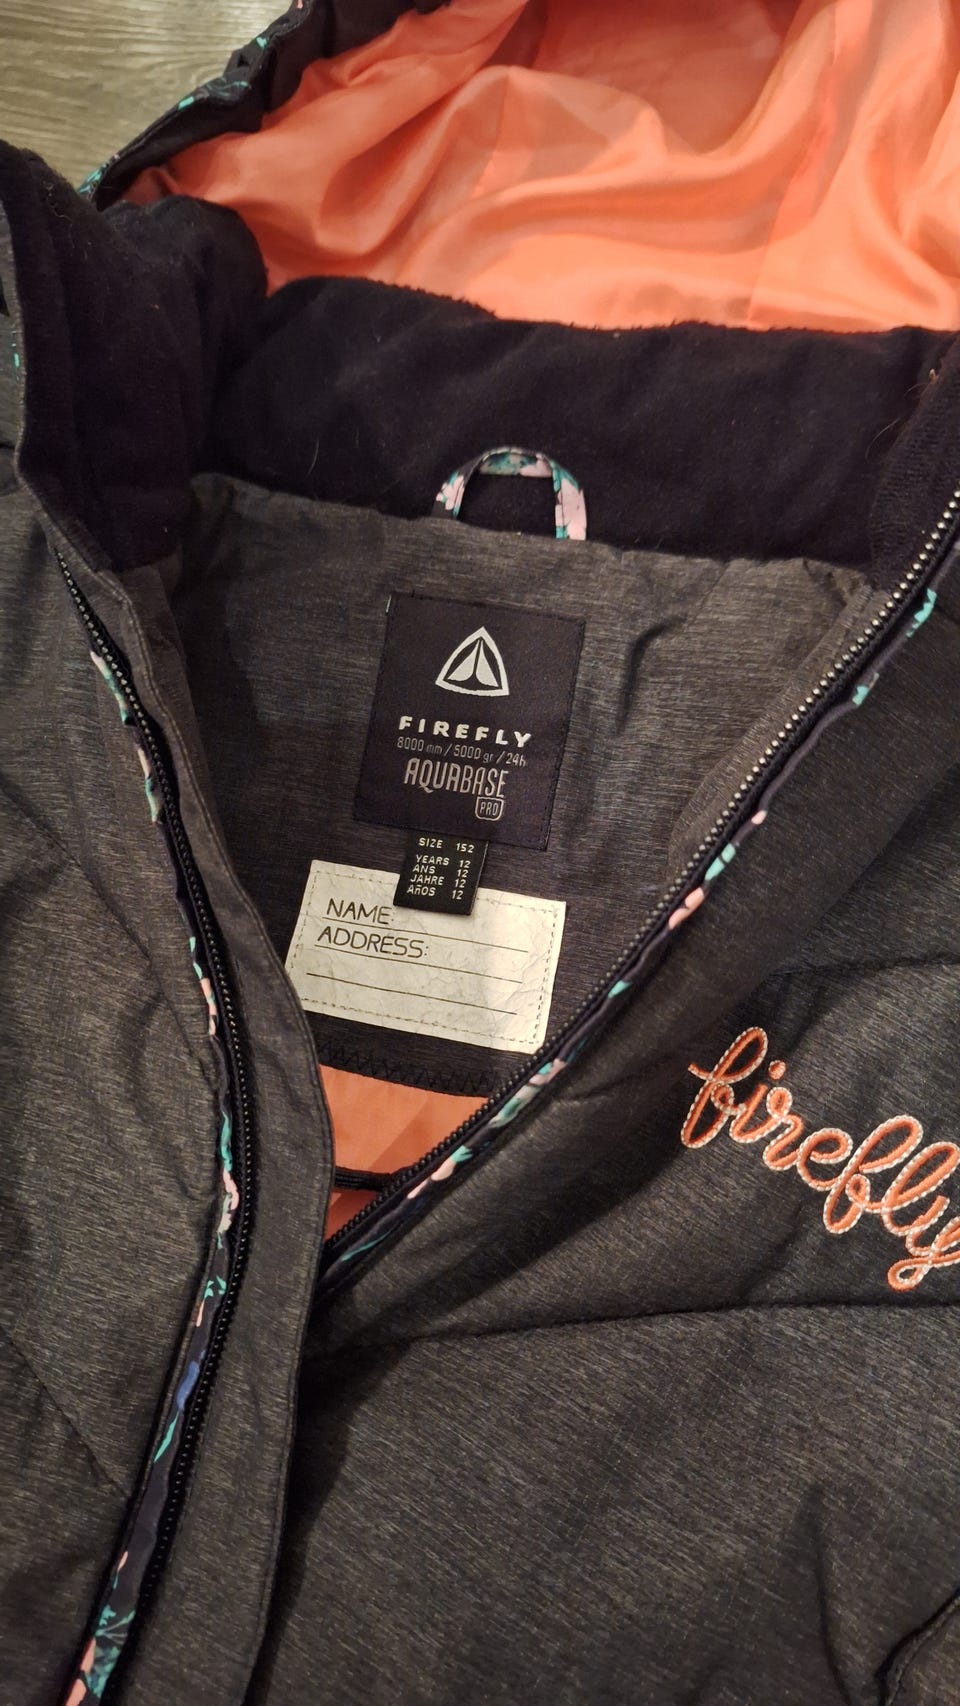 FIREFLY
8000 mm / 5000 gr / 24h
AQUABASE
PRO
SIZE 152
YEARS 12
ANS 12
JAHRE 12
AÑOS 12
NAME:
ADDRESS:
firefly